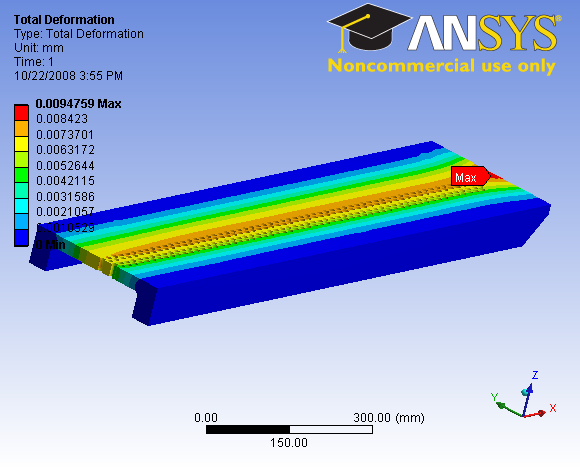 Total Deformation
Type: Total Deformation
Unit: mm
Time: 1
10/22/2008 3:55 PM
ANSYS
Noncommercial use only
0.0094759 Max
0.008423
0.0073701
0.0063172
0.0052644
0.0042115
0.0031586
0.0021057
0 Min
Max
0.00
300.00 (mm)
150.00
Z
Y
X